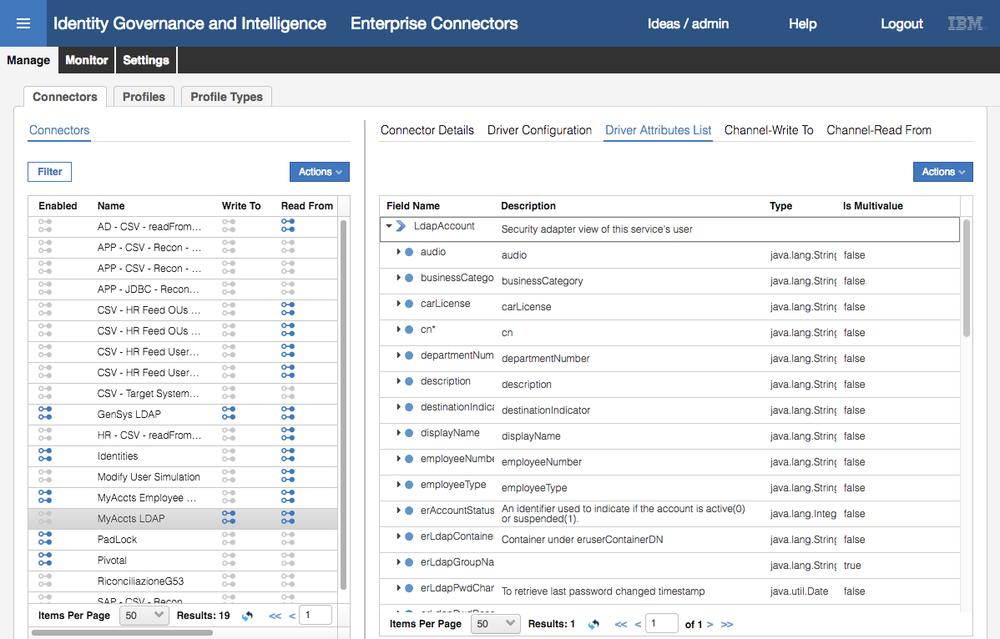 Identity Governance and Intelligence Enterprise Connectors Ideas / admin Help Logout IBM
Manage Monitor Settings
Connectors Profiles Profile Types
Connectors
Filter Actions
Enabled Name Write To Read From
AD - CSV - readFrom...
APP - CSV - Recon - ...
APP - CSV - Recon - ...
APP - JDBC - Recon...
CSV - HR Feed OUs ...
CSV - HR Feed OUs ...
CSV - HR Feed User...
CSV - HR Feed User...
CSV - Target System...
GenSys LDAP
HR - CSV - readFrom...
Identities
Modify User Simulation
MyAccts Employee ...
MyAccts LDAP
PadLock
Pivotal
RiconciliazioneG53
SAP - CSV - Recon
Items Per Page 50 Results: 19 << < 1
Connector Details Driver Configuration Driver Attributes List Channel-Write To Channel-Read From
Actions
Field Name Description Type Is Multivalue
LdapAccount Security adapter view of this service's user
audio audio java.lang.String false
businessCatego businessCategory java.lang.String false
carLicense carLicense java.lang.String false
cn* cn java.lang.String false
departmentNum departmentNumber java.lang.String false
description description java.lang.String false
destinationIndica destinationIndicator java.lang.String false
displayName displayName java.lang.String false
employeeNumbe employeeNumber java.lang.String false
employeeType employeeType java.lang.String false
erAccountStatus An identifier used to indicate if the account is active(0)
or suspended(1). java.lang.Integ false
erLdapContainer Container under eruserContainerDN java.lang.String false
erLdapGroupNa java.lang.String true
erLdapPwdChan To retrieve last password changed timestamp java.util.Date false
Items Per Page 50 Results: 1 << < 1 of 1 > >>